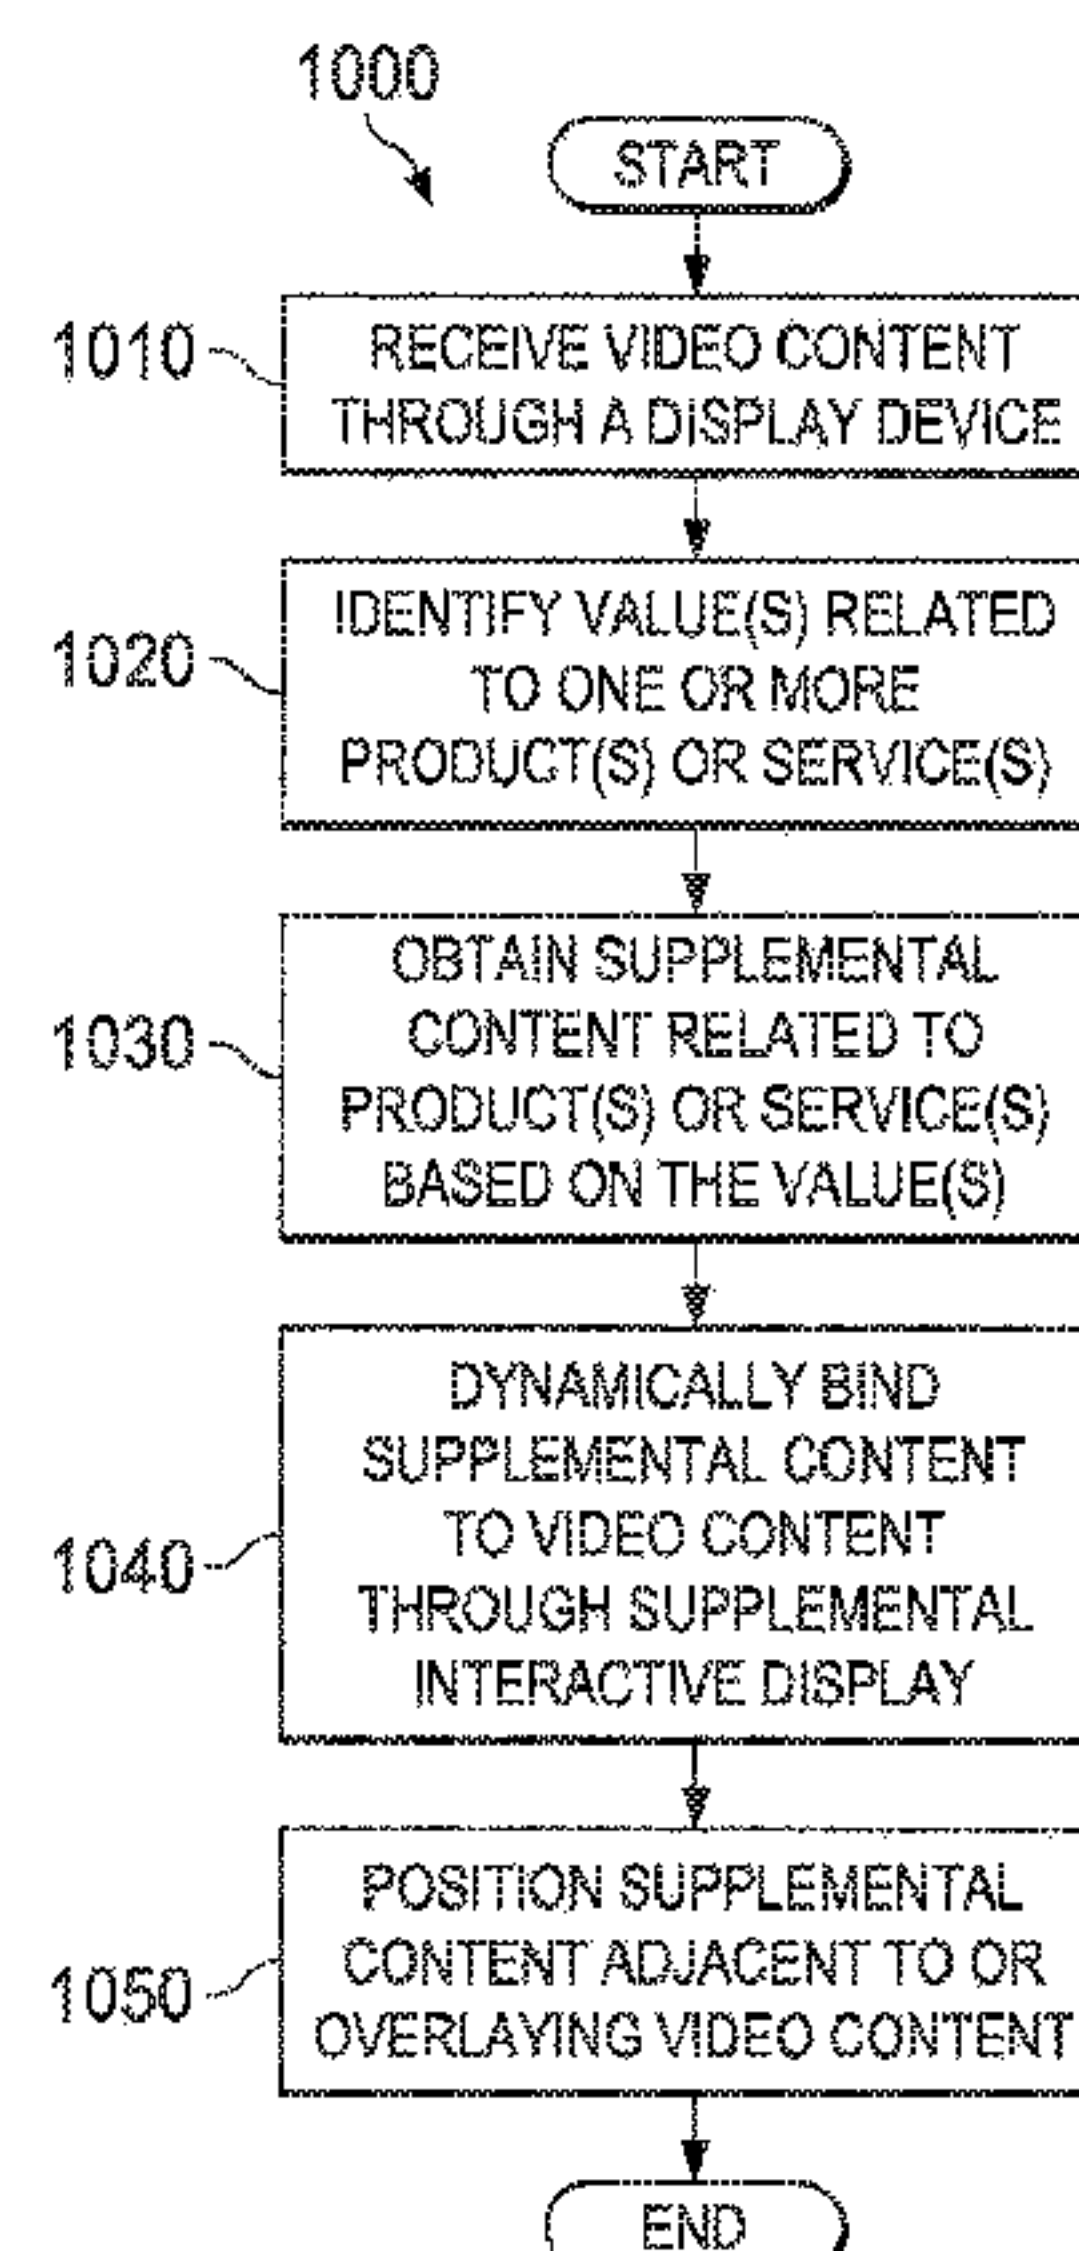 1000
START
1010
RECEIVE VIDEO CONTENT
THROUGH A DISPLAY DEVICE
1020
IDENTIFY VALUE(S) RELATED
TO ONE OR MORE
PRODUCT(S) OR SERVICE(S)
1030
OBTAIN SUPPLEMENTAL
CONTENT RELATED TO
PRODUCT(S) OR SERVICE(S)
BASED ON THE VALUE(S)
1040
DYNAMICALLY BIND
SUPPLEMENTAL CONTENT
TO VIDEO CONTENT
THROUGH SUPPLEMENTAL
INTERACTIVE DISPLAY
1050
POSITION SUPPLEMENTAL
CONTENT ADJACENT TO OR
OVERLAYING VIDEO CONTENT
END